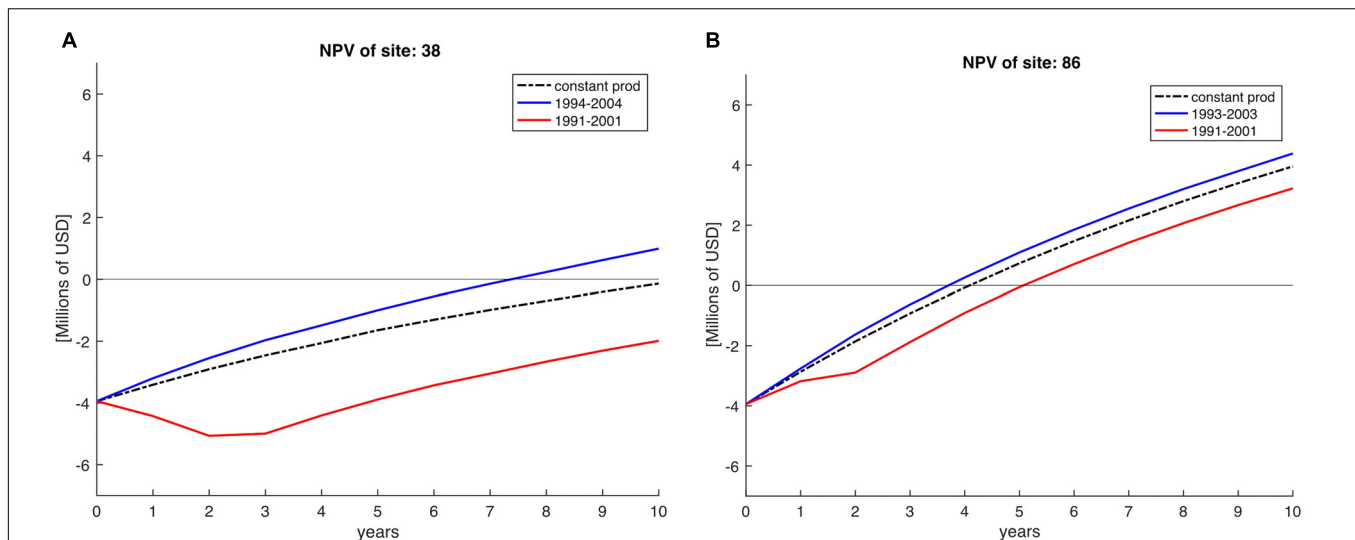 A
NPV of site: 38
constant prod
1994-2004
1991-2001
[Millions of USD]
6
4
2
0
-2
-4
-6
0 1 2 3 4 5 6 7 8 9 10
years
B
NPV of site: 86
constant prod
1993-2003
1991-2001
[Millions of USD]
6
4
2
0
-2
-4
-6
0 1 2 3 4 5 6 7 8 9 10
years